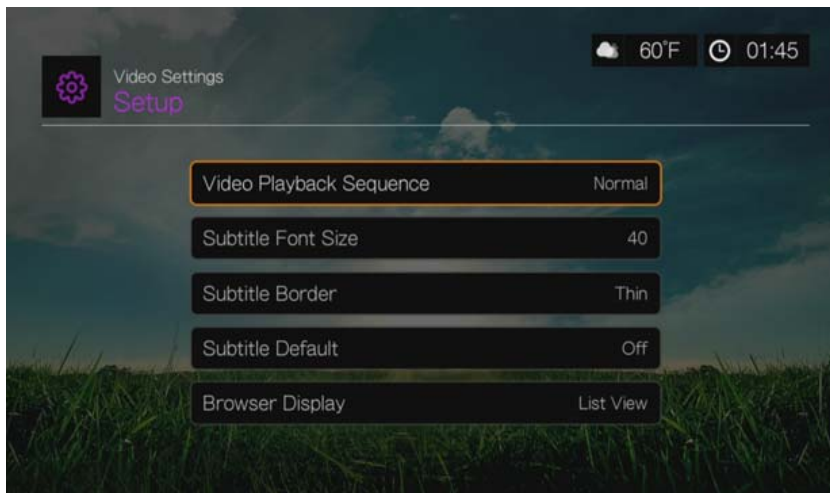 60°F 01:45
Video Settings
Setup
Video Playback Sequence Normal
Subtitle Font Size 40
Subtitle Border Thin
Subtitle Default Off
Browser Display List View